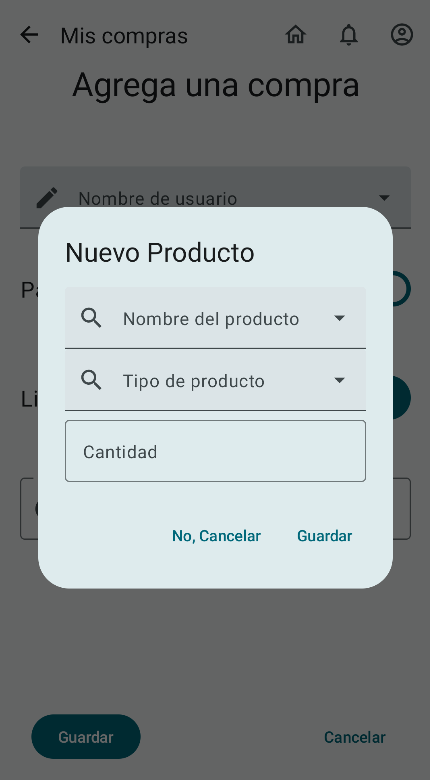 Mis compras
Agrega una compra
Nombre de usuario
Nuevo Producto
Nombre del producto
Tipo de producto
Cantidad
No, Cancelar
Guardar
Guardar
Cancelar